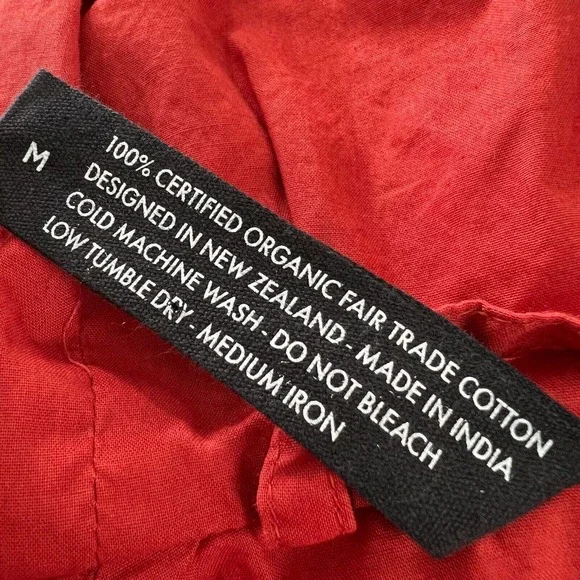 M
100% CERTIFIED ORGANIC FAIR TRADE COTTON
DESIGNED IN NEW ZEALAND - MADE IN INDIA
COLD MACHINE WASH - DO NOT BLEACH
LOW TUMBLE DRY - MEDIUM IRON